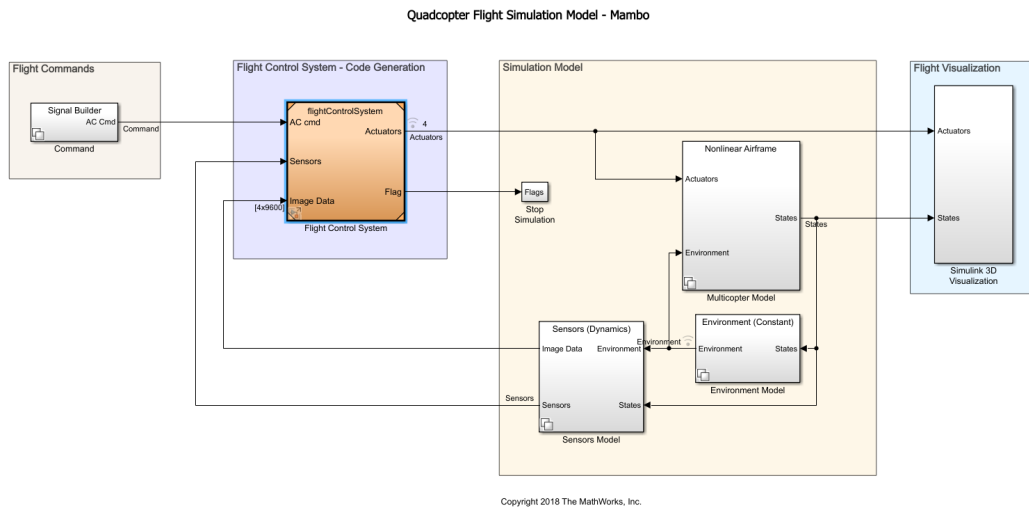 Quadcopter Flight Simulation Model - Mambo
Flight Commands
Signal Builder
AC Cmd
Command
Command
Flight Control System - Code Generation
flightControlSystem
AC cmd
Actuators
Sensors
Flag
Image Data
[4x9600]
Flight Control System
4
Actuators
Simulation Model
Flags
Stop
Simulation
Nonlinear Airframe
Actuators
States
States
Environment
Multicopter Model
Sensors (Dynamics)
Image Data
Environment
Sensors
States
Sensors Model
Sensors
Environment
Environment (Constant)
Environment
States
Environment Model
Flight Visualization
Actuators
States
Simulink 3D
Visualization
Copyright 2018 The MathWorks, Inc.